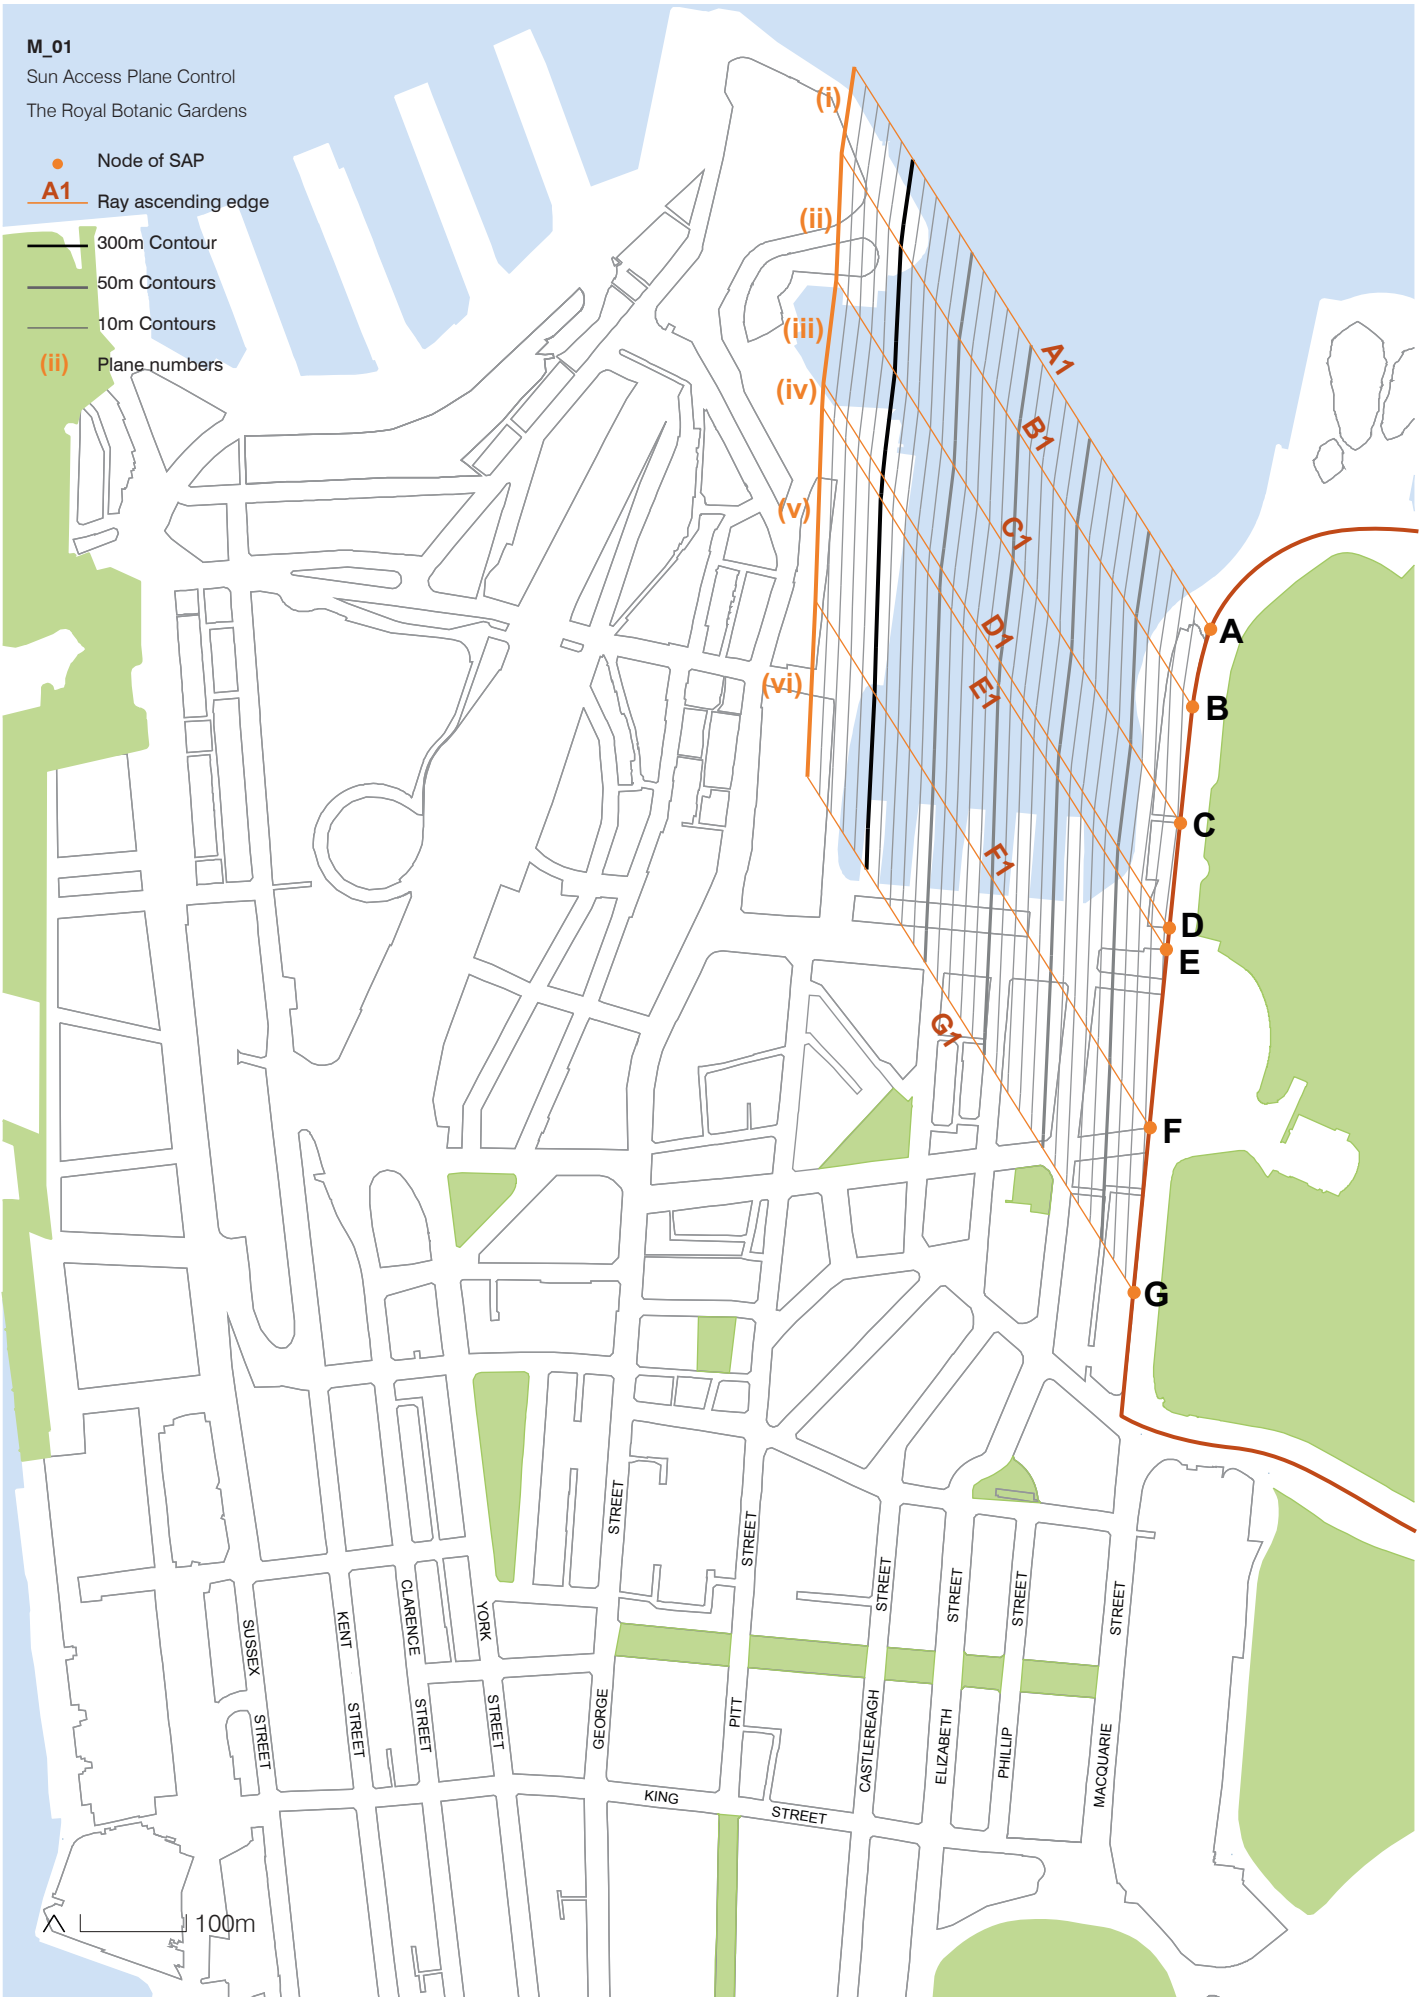 M_01
Sun Access Plane Control
The Royal Botanic Gardens
Node of SAP
A1
Ray ascending edge
300m Contour
50m Contours
10m Contours
(ii) Plane numbers
(i)
(ii)
(iii)
(iv)
(v)
(vi)
A1
B1
C1
D1
E1
F1
G1
A
B
C
D
E
F
G
STREET
STREET
STREET
STREET
STREET
STREET
SUSSEX
KENT
CLARENCE
YORK
STREET
STREET
STREET
STREET
GEORGE
PITT
CASTLEREAGH
ELIZABETH
PHILLIP
MACQUARIE
KING
STREET
100m